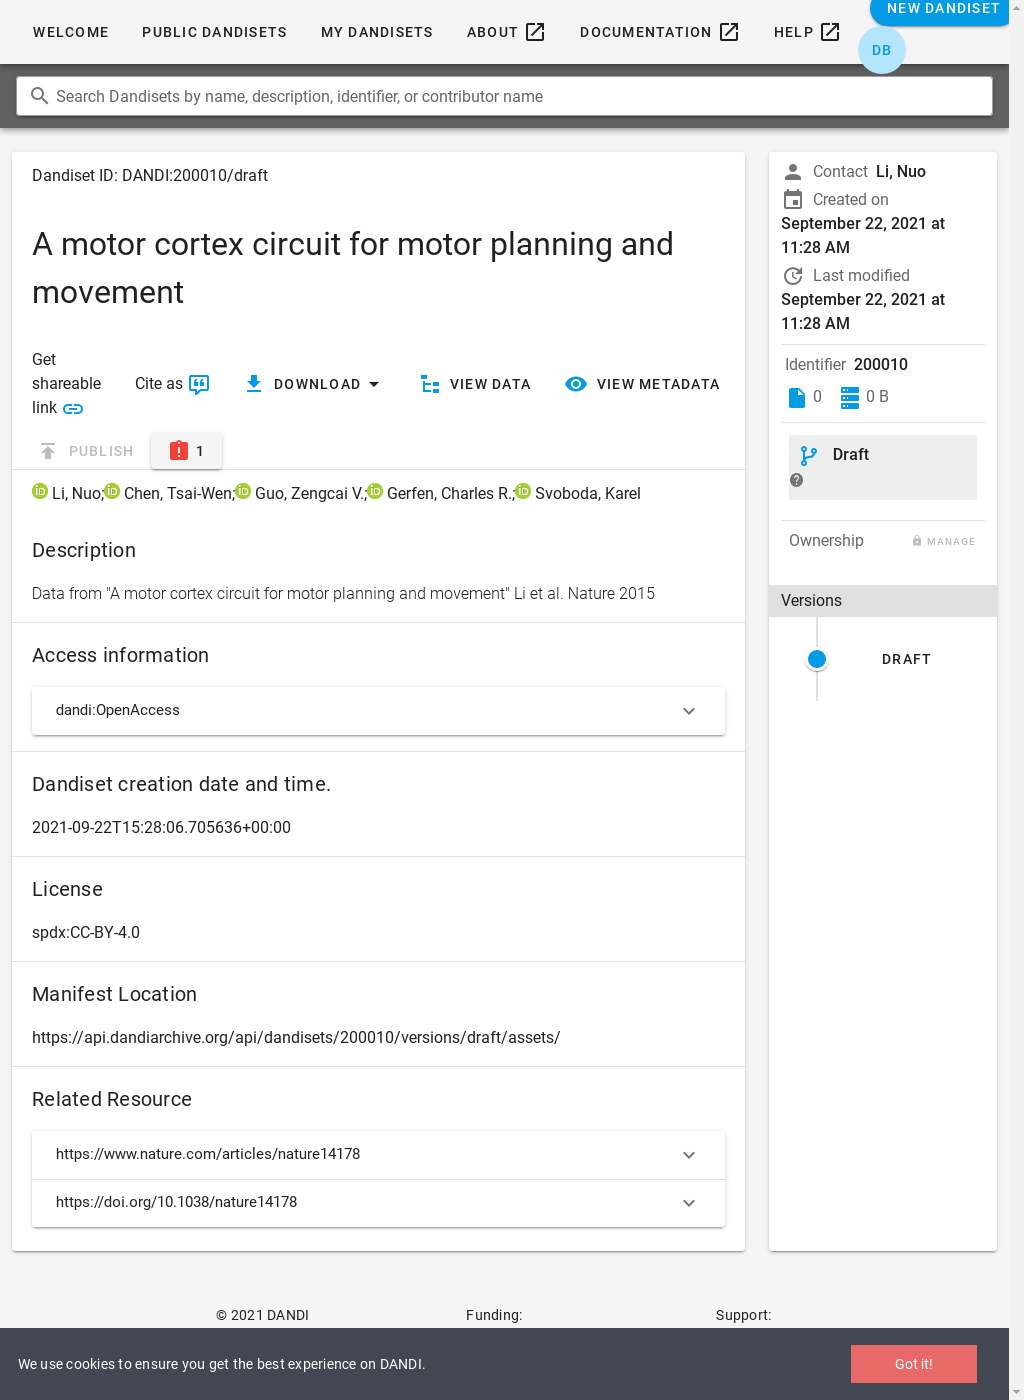 NEW DANDISET
WELCOME
PUBLIC DANDISETS
MY DANDISETS
ABOUT
DOCUMENTATION
HELP
DB
Search Dandisets by name, description, identifier, or contributor name
Dandiset ID: DANDI:200010/draft
A motor cortex circuit for motor planning and
movement
Get
shareable
link
Cite as
DOWNLOAD
VIEW DATA
VIEW METADATA
PUBLISH
1
Li, Nuo; Chen, Tsai-Wen; Guo, Zengcai V.; Gerfen, Charles R.; Svoboda, Karel
Description
Data from "A motor cortex circuit for motor planning and movement" Li et al. Nature 2015
Access information
dandi:OpenAccess
Dandiset creation date and time.
2021-09-22T15:28:06.705636+00:00
License
spdx:CC-BY-4.0
Manifest Location
https://api.dandiarchive.org/api/dandisets/200010/versions/draft/assets/
Related Resource
https://www.nature.com/articles/nature14178
https://doi.org/10.1038/nature14178
Contact Li, Nuo
Created on
September 22, 2021 at
11:28 AM
Last modified
September 22, 2021 at
11:28 AM
Identifier 200010
0
0 B
Draft
Ownership
MANAGE
Versions
DRAFT
© 2021 DANDI
Funding:
Support:
We use cookies to ensure you get the best experience on DANDI.
Got it!